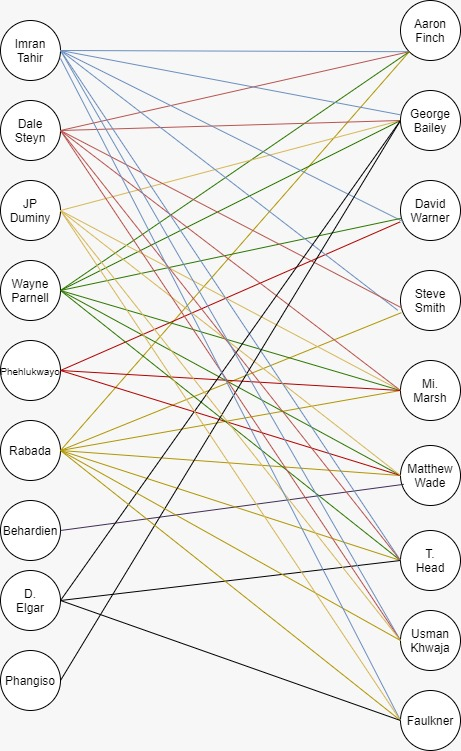 Imran
Tahir
Dale
Steyn
JP
Duminy
Wayne
Parnell
Phehlukwayo
Rabada
Behardien
D.
Elgar
Phangiso
Aaron
Finch
George
Bailey
David
Warner
Steve
Smith
Mi.
Marsh
Matthew
Wade
T.
Head
Usman
Khwaja
Faulkner